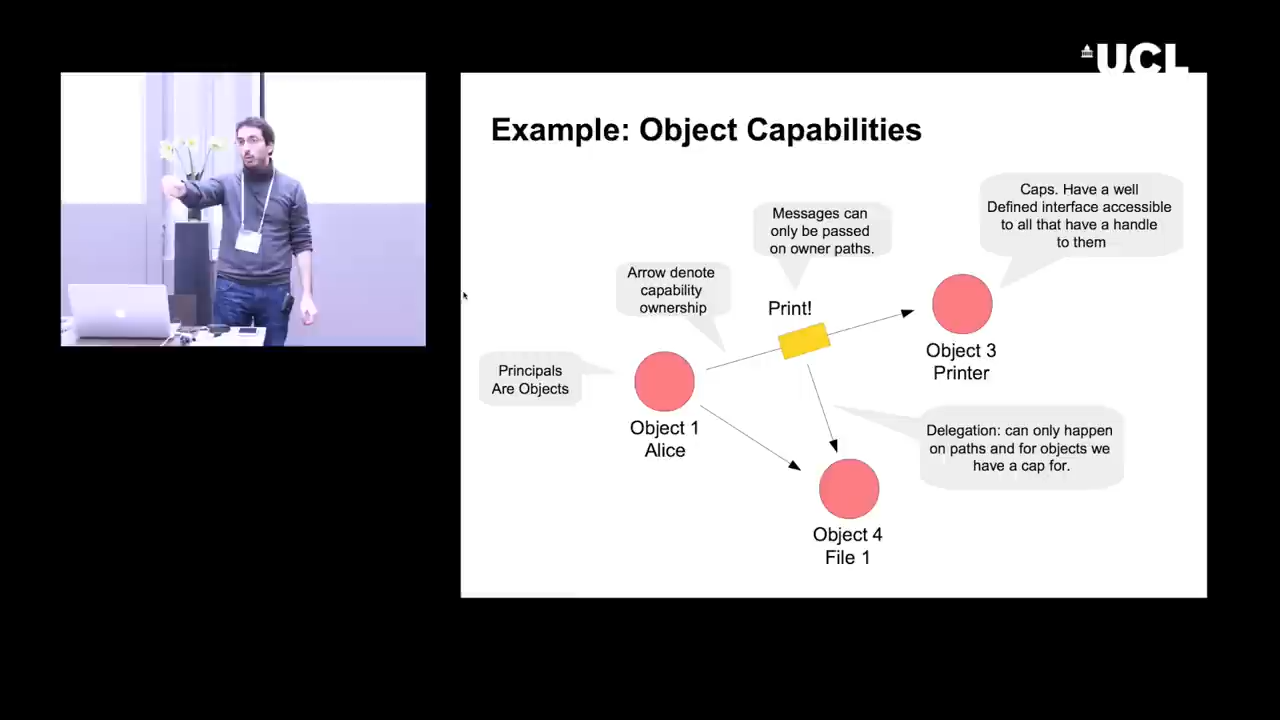 UCL
Example: Object Capabilities
Caps. Have a well
Defined interface accessible
to all that have a handle
to them
Messages can
only be passed
on owner paths.
Arrow denote
capability
ownership
Print!
Principals
Are Objects
Object 3
Printer
Object 1
Alice
Delegation: can only happen
on paths and for objects we
have a cap for.
Object 4
File 1